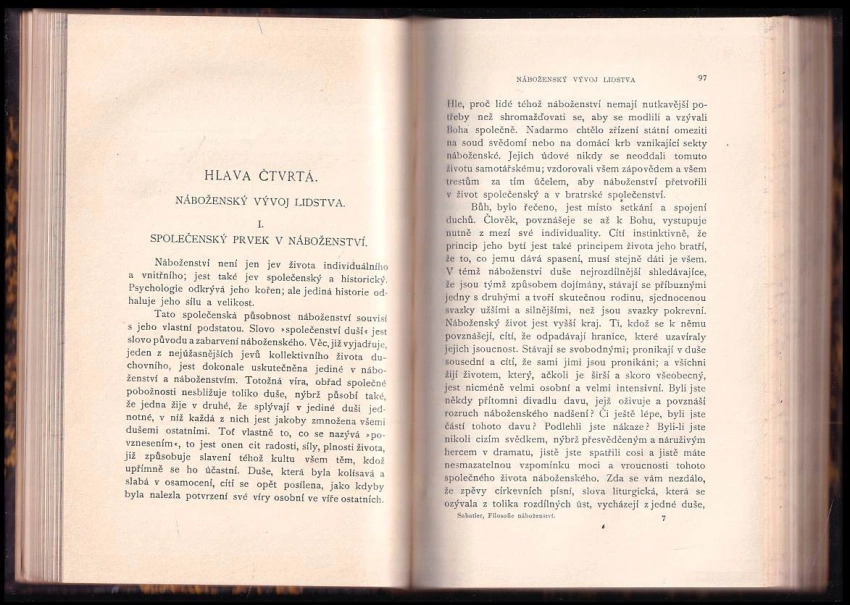 HLAVA ČTVRTÁ.
NÁBOŽENSKÝ VÝVOJ LIDSTVA.
I.
SPOLEČENSKÝ PRVEK V NÁBOŽENSTVÍ.
Náboženství není jen jev života individuálního
a vnitřního; jest také jev společenský a historický.
Psychologie odkrývá jeho kořen; ale jediná historie od-
haluje jeho sílu a velikost.
Tato společenská působnost náboženství souvisí
s jeho vlastní podstatou. Slovo »společenství duší« jest
slovo původu a zabarvení náboženského. Věc, již vyjadřuje,
jeden z nejúžasnějších jevů kollektivního života du-
chovního, jest dokonale uskutečněna jedině v nábo-
ženství a náboženstvím. Totožná víra, obřad společné
pobožnosti nesbližuje toliko duše, nýbrž působí také,
že jedna žije v druhé, že splývají v jediné duši jed-
notné, v níž každá z nich jest jakoby zmnožena všemi
dušemi ostatními. Toť vlastně to, co se nazývá »po-
vznesením«, to jest onen cit radosti, síly, plnosti života,
již způsobuje slavení téhož kultu všem těm, kdož
upřímně se ho účastní. Duše, která byla kolísavá a
slabá v osamocení, cítí se opět posílena, jako kdyby
byla nalezla potvrzení své víry osobní ve víře ostatních.
NÁBOŽENSKÝ VÝVOJ LIDSTVA 97
Hle, proč lidé téhož náboženství nemají nutkavější po-
třeby než shromažďovati se, aby se modlili a vzývali
Boha společně. Nadarmo chtělo zřízení státní omeziti
na soud svědomí nebo na domácí krb vznikající sekty
náboženské. Jejich údové nikdy se neoddali tomuto
životu samotářskému; vzdorovali všem zápovědem a všem
trestům za tím účelem, aby náboženství přetvořili
v život společenský a v bratrské společenství.
Bůh, bylo řečeno, jest místo setkání a spojení
duchů. Člověk, povznášeje se až k Bohu, vystupuje
nutně z mezí své individuality. Cítí instinktivně, že
princip jeho bytí jest také principem života jeho bratří,
že to, co jemu dává spasení, musí stejně dáti je všem.
V témž náboženství duše nejrozdílnější shledávajíce,
že jsou týmž způsobem dojímány, stávají se příbuznými
jedny s druhými a tvoří skutečnou rodinu, sjednocenou
svazky užšími a silnějšími, než jsou svazky pokrevní.
Náboženský život jest vyšší kraj. Ti, kdož se k němu
povznášejí, cítí, že odpadávají hranice, které uzavíraly
jejich jsoucnost. Stávají se svobodnými; pronikají v duše
sousední a cítí, že sami jimi jsou pronikáni; a všichni
žijí životem, který, ačkoli je širší a skoro všeobecný,
jest nicméně velmi osobní a velmi intensivní. Byli jste
někdy přítomni divadlu davu, jejž oživuje a povznáší
rozruch náboženského nadšení? Či ještě lépe, byli jste
částí tohoto davu? Podlehli jste nákaze? Byli-li jste
nikoli cizím svědkem, nýbrž přesvědčeným a náruživým
hercem v dramatu, jistě jste spatřili cosi a jistě máte
nesmazatelnou vzpomínku moci a vroucnosti tohoto
společného života náboženského. Zda se vám nezdálo,
že zpěvy církevních písní, slova liturgická, která se
ozývala z tolika rozdílných úst, vycházejí z jedné duše,
Sabatier, Filosofie náboženství. 7